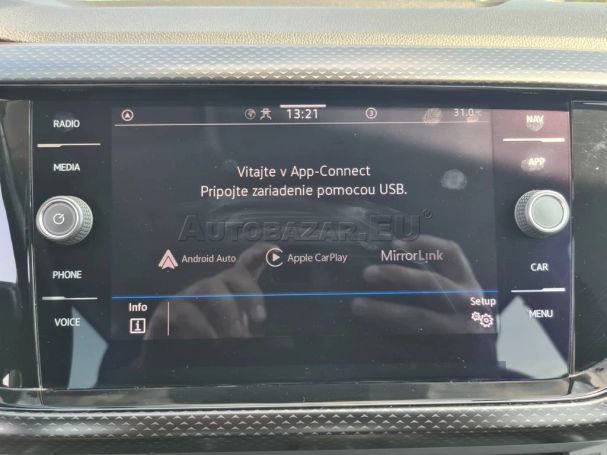 RADIO
MEDIA
PHONE
VOICE
13:21
3
31.0°C
Vitajte v App-Connect
Pripojte zariadenie pomocou USB.
AUTOBAZAR.EU®
Android Auto
Apple CarPlay
MirrorLink
Info
i
Setup
NAV
APP
CAR
MENU